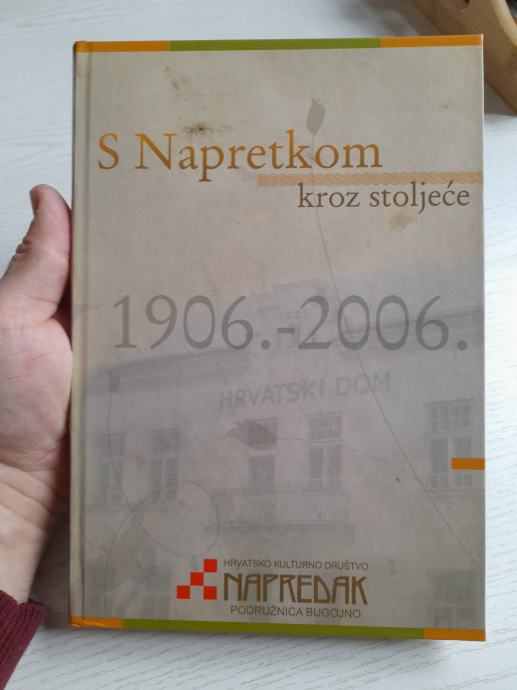 S Napretkom
kroz stoljeće
1906.-2006.
HRVATSKI DOM
HRVATSKO KULTURNO DRUŠTVO
NAPREDAK
PODRUŽNICA BUGOJNO